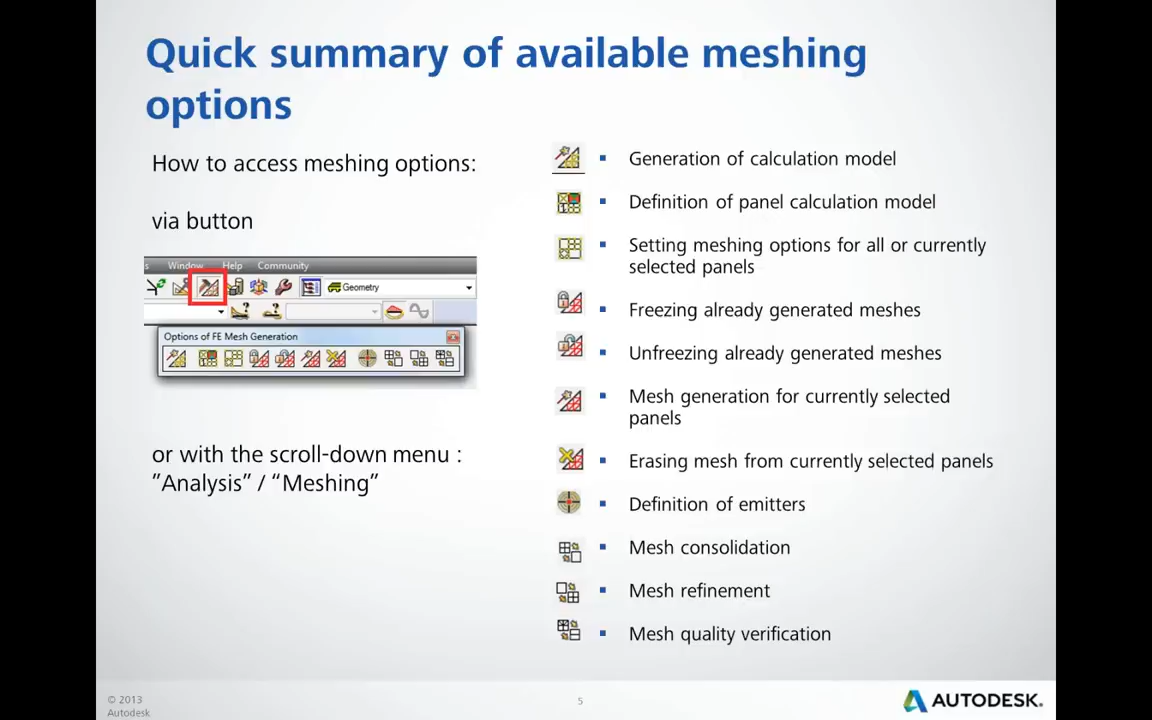 Quick summary of available meshing
options
How to access meshing options:
via button
s Window Help Community
Geometry
Options of FE Mesh Generation
or with the scroll-down menu :
”Analysis” / “Meshing”
▪ Generation of calculation model
▪ Definition of panel calculation model
▪ Setting meshing options for all or currently
selected panels
▪ Freezing already generated meshes
▪ Unfreezing already generated meshes
▪ Mesh generation for currently selected
panels
▪ Erasing mesh from currently selected panels
▪ Definition of emitters
▪ Mesh consolidation
▪ Mesh refinement
▪ Mesh quality verification
© 2013
Autodesk
5
AUTODESK.